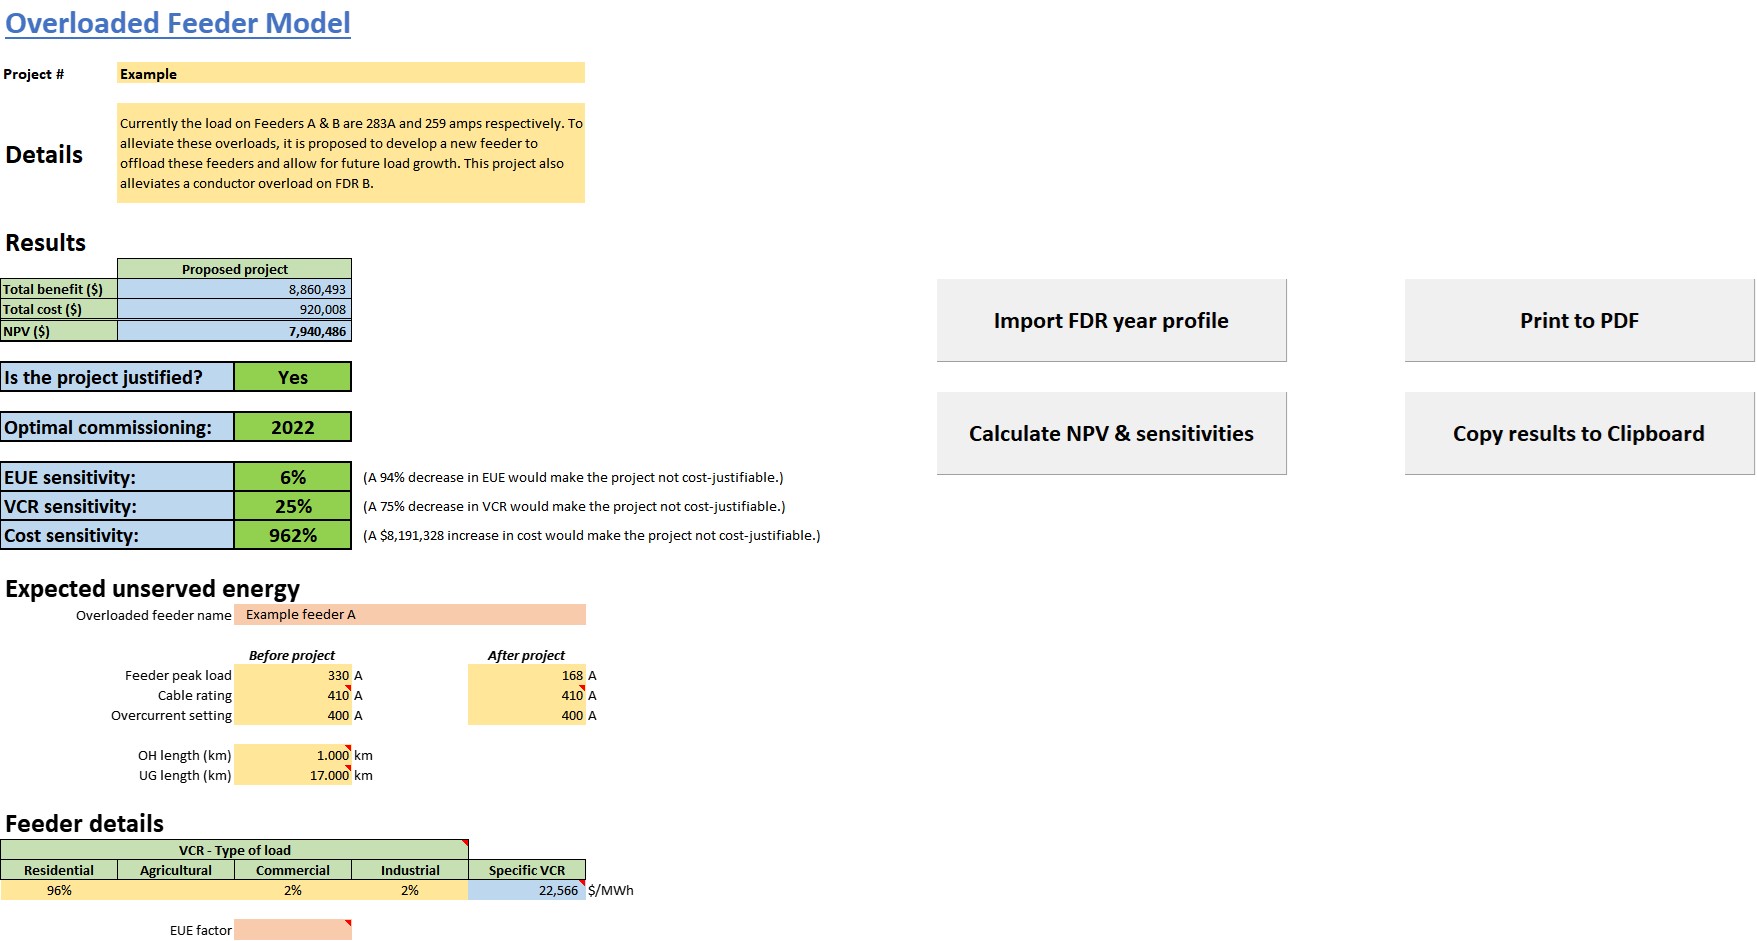 Overloaded Feeder Model
Project # Example
Details
Currently the load on Feeders A & B are 283A and 259 amps respectively. To
alleviate these overloads, it is proposed to develop a new feeder to
offload these feeders and allow for future load growth. This project also
alleviates a conductor overload on FDR B.
Results
Proposed project
Total benefit ($) 8,860,493
Total cost ($) 920,008
NPV ($) 7,940,486
Import FDR year profile
Print to PDF
Is the project justified? Yes
Optimal commissioning: 2022
Calculate NPV & sensitivities
Copy results to Clipboard
EUE sensitivity: 6% (A 94% decrease in EUE would make the project not cost-justifiable.)
VCR sensitivity: 25% (A 75% decrease in VCR would make the project not cost-justifiable.)
Cost sensitivity: 962% (A $8,191,328 increase in cost would make the project not cost-justifiable.)
Expected unserved energy
Overloaded feeder name Example feeder A
Before project After project
Feeder peak load 330 A 168 A
Cable rating 410 A 410 A
Overcurrent setting 400 A 400 A
OH length (km) 1.000 km
UG length (km) 17.000 km
Feeder details
VCR - Type of load
Residential Agricultural Commercial Industrial Specific VCR
96% 2% 2% 22,566 $/MWh
EUE factor